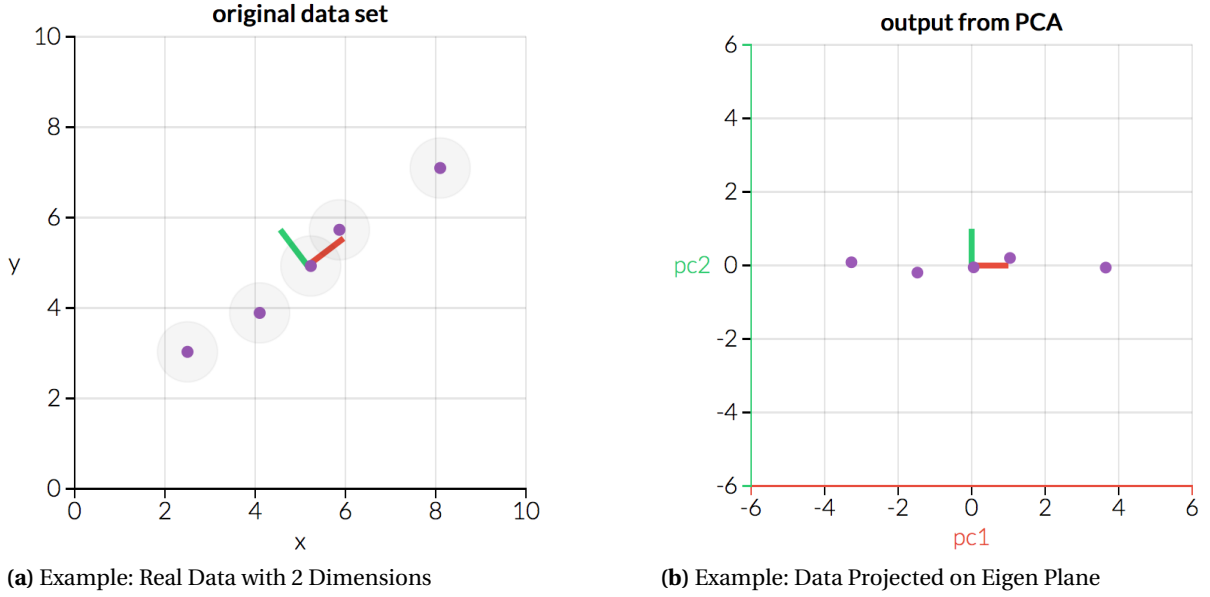 original data set
10
8
6
4
2
0
y
0 2 4 6 8 10
x
(a) Example: Real Data with 2 Dimensions
output from PCA
6
4
2
0
-2
-4
-6
pc2
-6 -4 -2 0 2 4 6
pc1
(b) Example: Data Projected on Eigen Plane